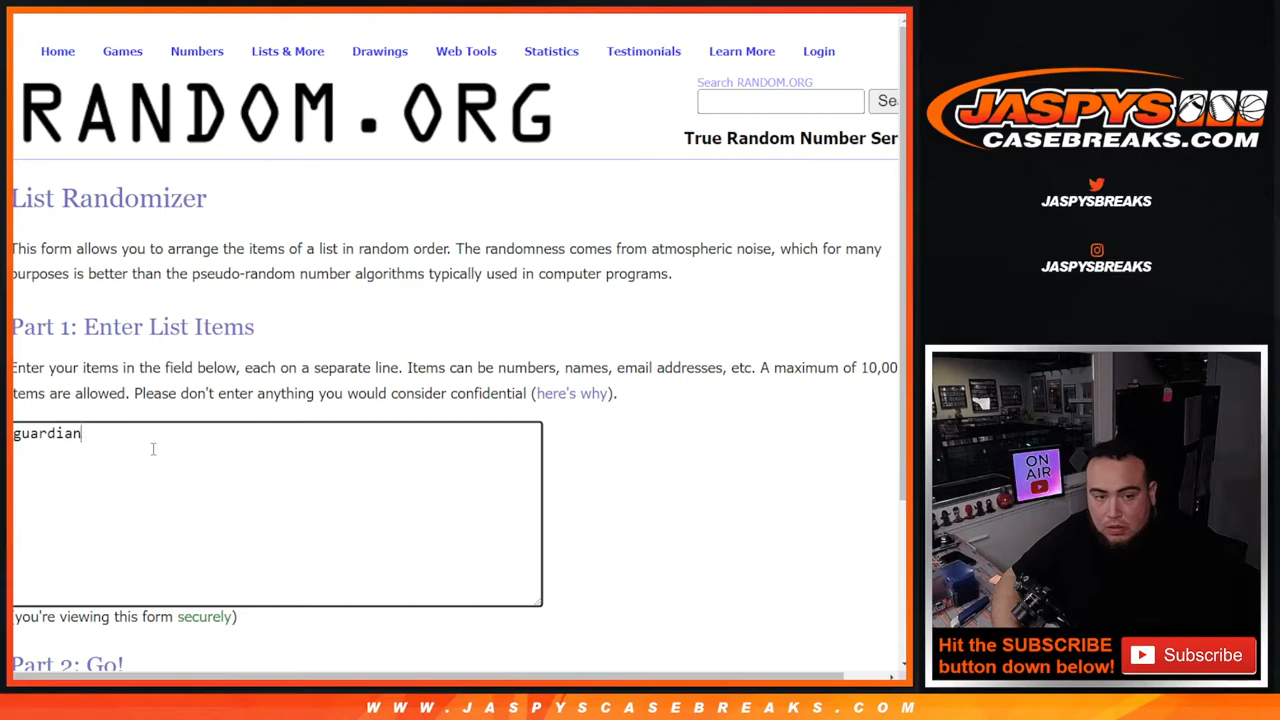 Home Games Numbers Lists & More Drawings Web Tools Statistics Testimonials Learn More Login
Search RANDOM.ORG
RANDOM.ORG
Se
True Random Number Ser
List Randomizer
This form allows you to arrange the items of a list in random order. The randomness comes from atmospheric noise, which for many
purposes is better than the pseudo-random number algorithms typically used in computer programs.
Part 1: Enter List Items
Enter your items in the field below, each on a separate line. Items can be numbers, names, email addresses, etc. A maximum of 10,00
items are allowed. Please don't enter anything you would consider confidential (here's why).
guardian
(you're viewing this form securely)
Part 2: Go!
JASPYS
CASEBREAKS.COM
JASPYSBREAKS
JASPYSBREAKS
ON
AIR
Hit the SUBSCRIBE
button down below!
Subscribe
WWW.JASPYSCASEBREAKS.COM